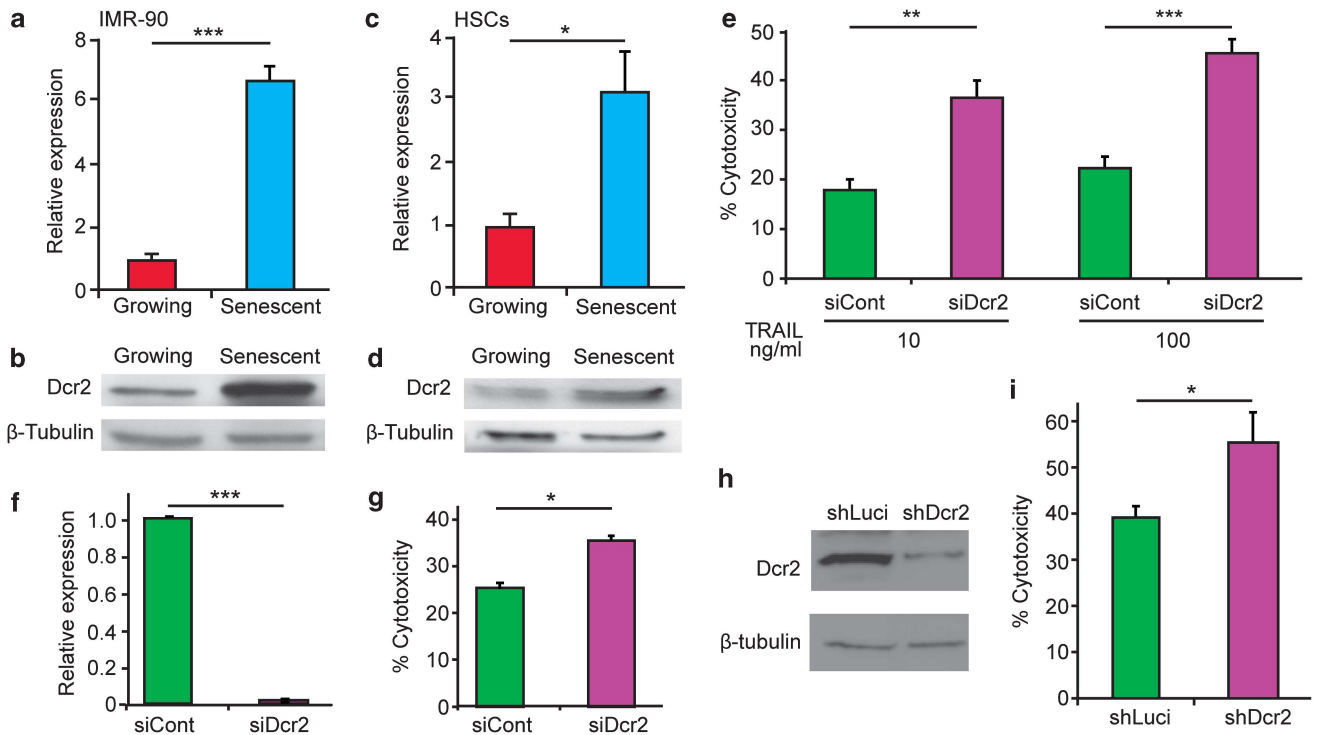 a IMR-90
***
8
6
4
2
0
Relative expression
Growing Senescent
c HSCs
*
4
3
2
1
0
Relative expression
Growing Senescent
e
** ***
50
40
30
20
10
0
% Cytotoxicity
siCont siDcr2 siCont siDcr2
TRAIL
ng/ml
10 100
b Growing Senescent
Dcr2
β-Tubulin
d Growing Senescent
Dcr2
β-Tubulin
f
***
1.0
0.8
0.6
0.4
0.2
0
Relative expression
siCont siDcr2
g
*
40
30
20
10
0
% Cytotoxicity
siCont siDcr2
h
shLuci shDcr2
Dcr2
β-tubulin
i
*
60
50
40
30
20
10
0
% Cytotoxicity
shLuci shDcr2